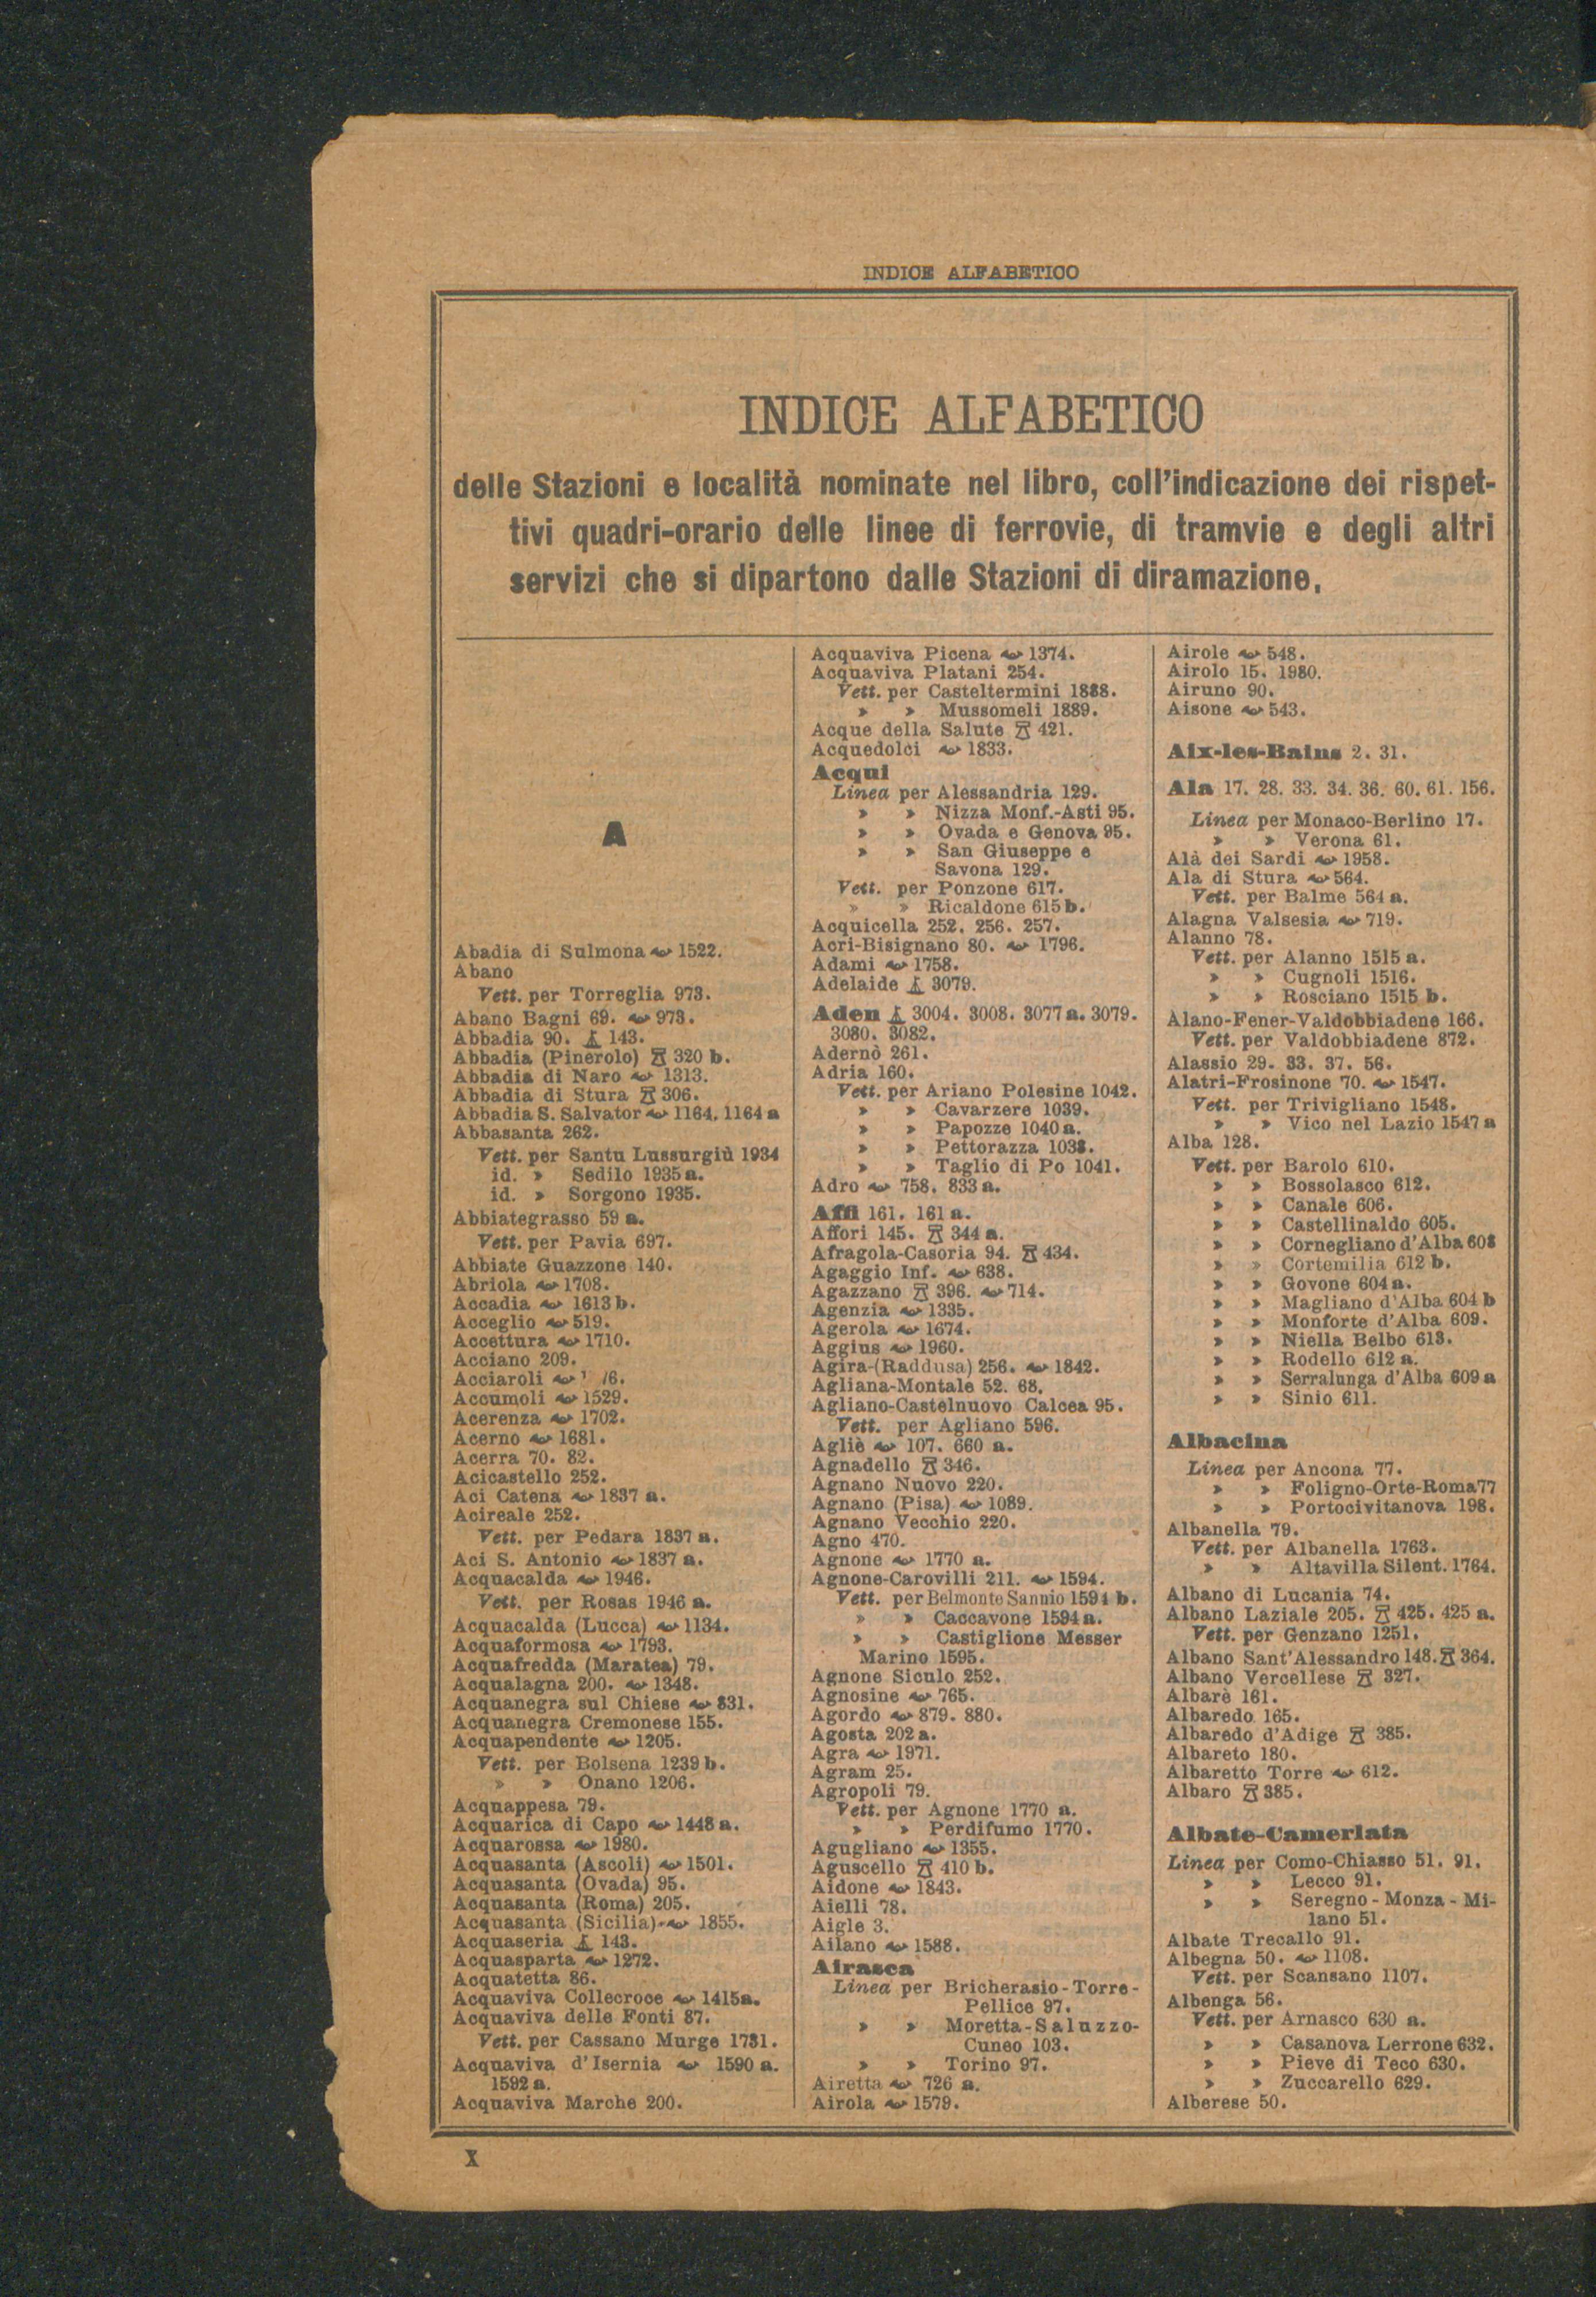 INDICE ALFABETICO
INDICE ALFABETICO
delle Stazioni e località nominate nel libro, coll'indicazione dei rispet-
tivi quadri-orario delle linee di ferrovie, di tramvie e degli altri
servizi che si dipartono dalle Stazioni di diramazione.
A
Abadia di Sulmona 1522.
Abano
Vett. per Torreglia 973.
Abano Bagni 69. 973.
Abbadia 90. 143.
Abbadia (Pinerolo) 320 b.
Abbadia di Naro 1313.
Abbadia di Stura 306.
Abbadia S. Salvator 1164. 1164 a
Abbasanta 262.
Vett. per Santu Lussurgiù 1934
id. » Sedilo 1935 a.
id. » Sorgono 1935.
Abbiategrasso 59 a.
Vett. per Pavia 697.
Abbiate Guazzone 140.
Abriola 1708.
Accadia 1613 b.
Acceglio 519.
Accettura 1710.
Acciano 209.
Acciaroli /6.
Accumoli 1529.
Acerenza 1702.
Acerno 1681.
Acerra 70. 82.
Acicastello 252.
Aci Catena 1837 a.
Acireale 252.
Vett. per Pedara 1837 a.
Aci S. Antonio 1837 a.
Acquacalda 1946.
Vett. per Rosas 1946 a.
Acquacalda (Lucca) 1134.
Acquaformosa 1793.
Acquafredda (Maratea) 79.
Acqualagna 200. 1348.
Acquanegra sul Chiese 831.
Acquanegra Cremonese 155.
Acquapendente 1205.
Vett. per Bolsena 1239 b.
» » Onano 1206.
Acquappesa 79.
Acquarica di Capo 1448 a.
Acquarossa 1980.
Acquasanta (Ascoli) 1501.
Acquasanta (Ovada) 95.
Acquasanta (Roma) 205.
Acquasanta (Sicilia) 1855.
Acquaseria 143.
Acquasparta 1272.
Acquatetta 86.
Acquaviva Collecroce 1415a.
Acquaviva delle Fonti 87.
Vett. per Cassano Murge 1731.
Acquaviva d'Isernia 1590 a.
1592 a.
Acquaviva Marche 200.
Acquaviva Picena 1374.
Acquaviva Platani 254.
Vett. per Casteltermini 1888.
» » Mussomeli 1889.
Acque della Salute 421.
Acquedolci 1833.
Acqui
Linea per Alessandria 129.
» » Nizza Monf.-Asti 95.
» » Ovada e Genova 95.
» » San Giuseppe e
Savona 129.
Vett. per Ponzone 617.
» » Ricaldone 615 b.
Acquicella 252. 256. 257.
Acri-Bisignano 80. 1796.
Adami 1758.
Adelaide 3079.
Aden 3004. 3008. 3077 a. 3079.
3080. 3082.
Adernò 261.
Adria 160.
Vett. per Ariano Polesine 1042.
» » Cavarzere 1039.
» » Papozze 1040 a.
» » Pettorazza 1038.
» » Taglio di Po 1041.
Adro 758. 833 a.
Affi 161. 161 a.
Affori 145. 344 a.
Afragola-Casoria 94. 434.
Agaggio Inf. 638.
Agazzano 396. 714.
Agenzia 1335.
Agerola 1674.
Aggius 1960.
Agira-(Raddusa) 256. 1842.
Agliana-Montale 52. 68.
Agliano-Castelnuovo Calcea 95.
Vett. per Agliano 596.
Agliè 107. 660 a.
Agnadello 346.
Agnano Nuovo 220.
Agnano (Pisa) 1089.
Agnano Vecchio 220.
Agno 470.
Agnone 1770 a.
Agnone-Carovilli 211. 1594.
Vett. per Belmonte Sannio 1594 b.
» » Caccavone 1594 a.
» » Castiglione Messer
Marino 1595.
Agnone Siculo 252.
Agnosine 765.
Agordo 879. 880.
Agosta 202 a.
Agra 1971.
Agram 25.
Agropoli 79.
Vett. per Agnone 1770 a.
» » Perdifumo 1770.
Agugliano 1355.
Aguscello 410 b.
Aidone 1843.
Aielli 78.
Aigle 3.
Ailano 1588.
Airasca
Linea per Bricherasio-Torre-
Pellice 97.
» » Moretta-Saluzzo-
Cuneo 103.
» » Torino 97.
Airetta 726 a.
Airola 1579.
Airole 548.
Airolo 15. 1980.
Airuno 90.
Aisone 543.
Aix-les-Bains 2. 31.
Ala 17. 28. 33. 34. 36. 60. 61. 156.
Linea per Monaco-Berlino 17.
» » Verona 61.
Alà dei Sardi 1958.
Ala di Stura 564.
Vett. per Balme 564 a.
Alagna Valsesia 719.
Alanno 78.
Vett. per Alanno 1515 a.
» » Cugnoli 1516.
» » Rosciano 1515 b.
Alano-Fener-Valdobbiadene 166.
Vett. per Valdobbiadene 872.
Alassio 29. 33. 37. 56.
Alatri-Frosinone 70. 1547.
Vett. per Trivigliano 1548.
» » Vico nel Lazio 1547 a
Alba 128.
Vett. per Barolo 610.
» » Bossolasco 612.
» » Canale 606.
» » Castellinaldo 605.
» » Cornegliano d'Alba 608
» » Cortemilia 612 b.
» » Govone 604 a.
» » Magliano d'Alba 604 b
» » Monforte d'Alba 609.
» » Niella Belbo 613.
» » Rodello 612 a.
» » Serralunga d'Alba 609 a
» » Sinio 611.
Albacina
Linea per Ancona 77.
» » Foligno-Orte-Roma77
» » Portocivitanova 198.
Albanella 79.
Vett. per Albanella 1763.
» » Altavilla Silent. 1764.
Albano di Lucania 74.
Albano Laziale 205. 425. 425 a.
Vett. per Genzano 1251.
Albano Sant'Alessandro 148. 364.
Albano Vercellese 327.
Albarè 161.
Albaredo 165.
Albaredo d'Adige 385.
Albareto 180.
Albaretto Torre 612.
Albaro 385.
Albate-Camerlata
Linea per Como-Chiasso 51. 91.
» » Lecco 91.
» » Seregno-Monza-Mi-
lano 51.
Albate Trecallo 91.
Albegna 50. 1108.
Vett. per Scansano 1107.
Albenga 56.
Vett. per Arnasco 630 a.
» » Casanova Lerrone 632.
» » Pieve di Teco 630.
» » Zuccarello 629.
Alberese 50.
X